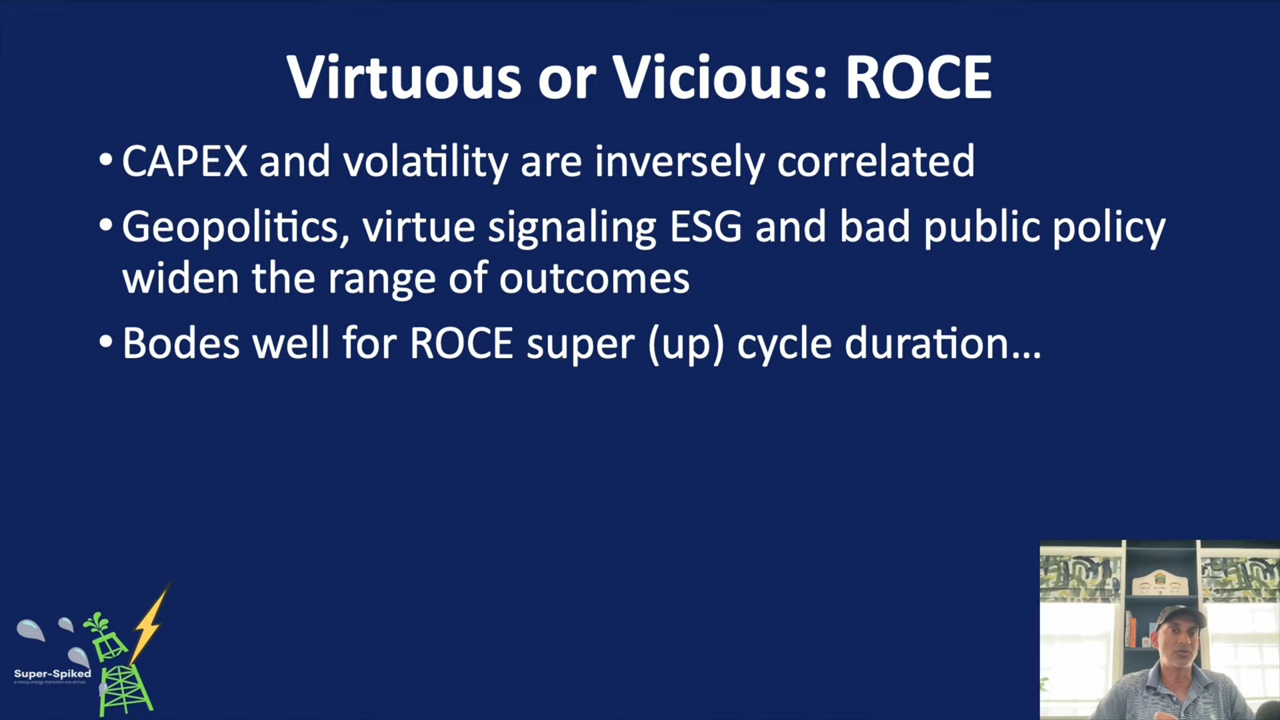 Virtuous or Vicious: ROCE
• CAPEX and volatility are inversely correlated
• Geopolitics, virtue signaling ESG and bad public policy
widen the range of outcomes
• Bodes well for ROCE super (up) cycle duration…
Super-Spiked